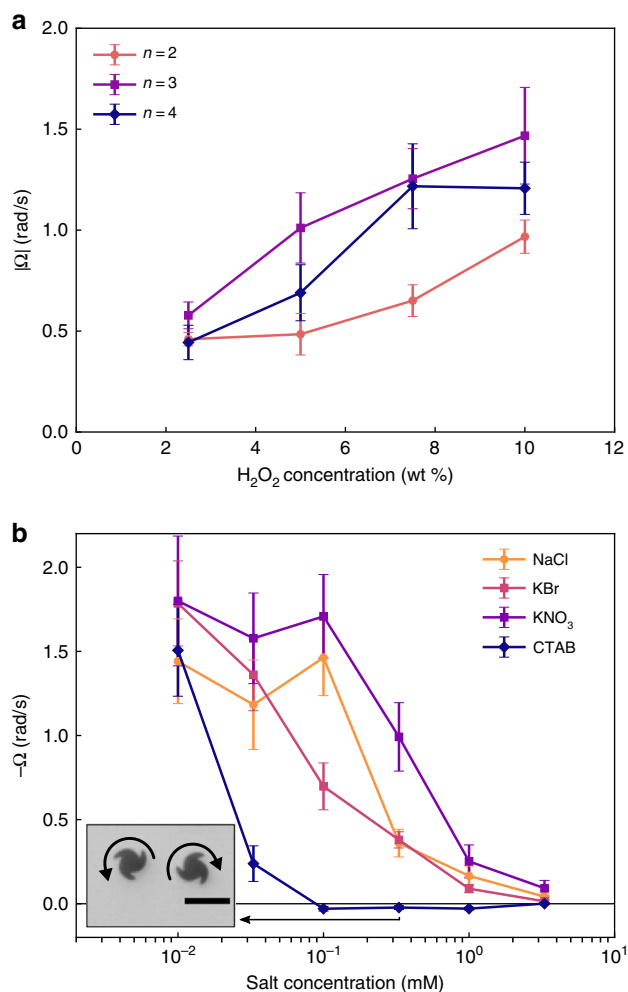 a
2.0
1.5
1.0
0.5
0.0
|Ω| (rad/s)
n = 2
n = 3
n = 4
0 2 4 6 8 10 12
H₂O₂ concentration (wt %)
b
2.0
1.5
1.0
0.5
0.0
−Ω (rad/s)
NaCl
KBr
KNO₃
CTAB
10⁻² 10⁻¹ 10⁰ 10¹
Salt concentration (mM)